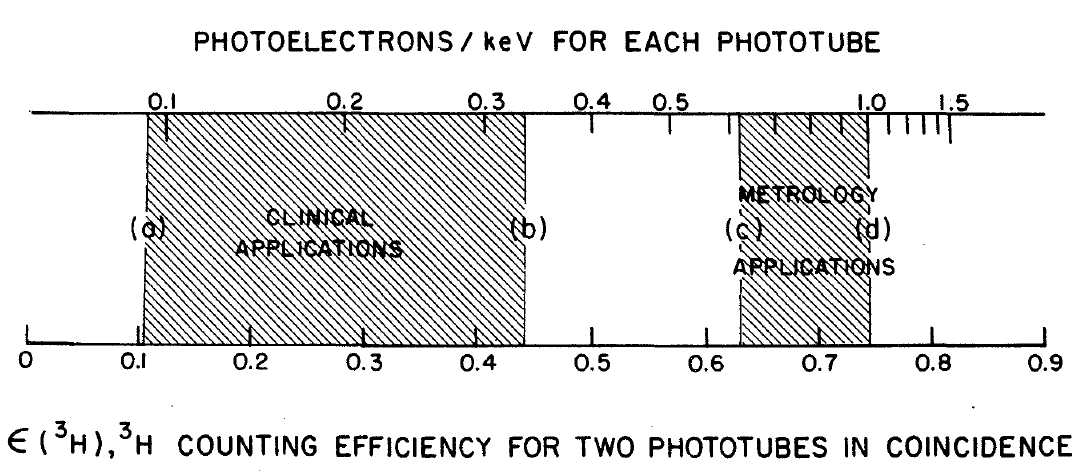 PHOTOELECTRONS/keV FOR EACH PHOTOTUBE
0.1 0.2 0.3 0.4 0.5 1.0 1.5
METROLOGY
CLINICAL
(a) (b) (c) (d)
APPLICATIONS
APPLICATIONS
0 0.1 0.2 0.3 0.4 0.5 0.6 0.7 0.8 0.9
ϵ(³H),³H COUNTING EFFICIENCY FOR TWO PHOTOTUBES IN COINCIDENCE